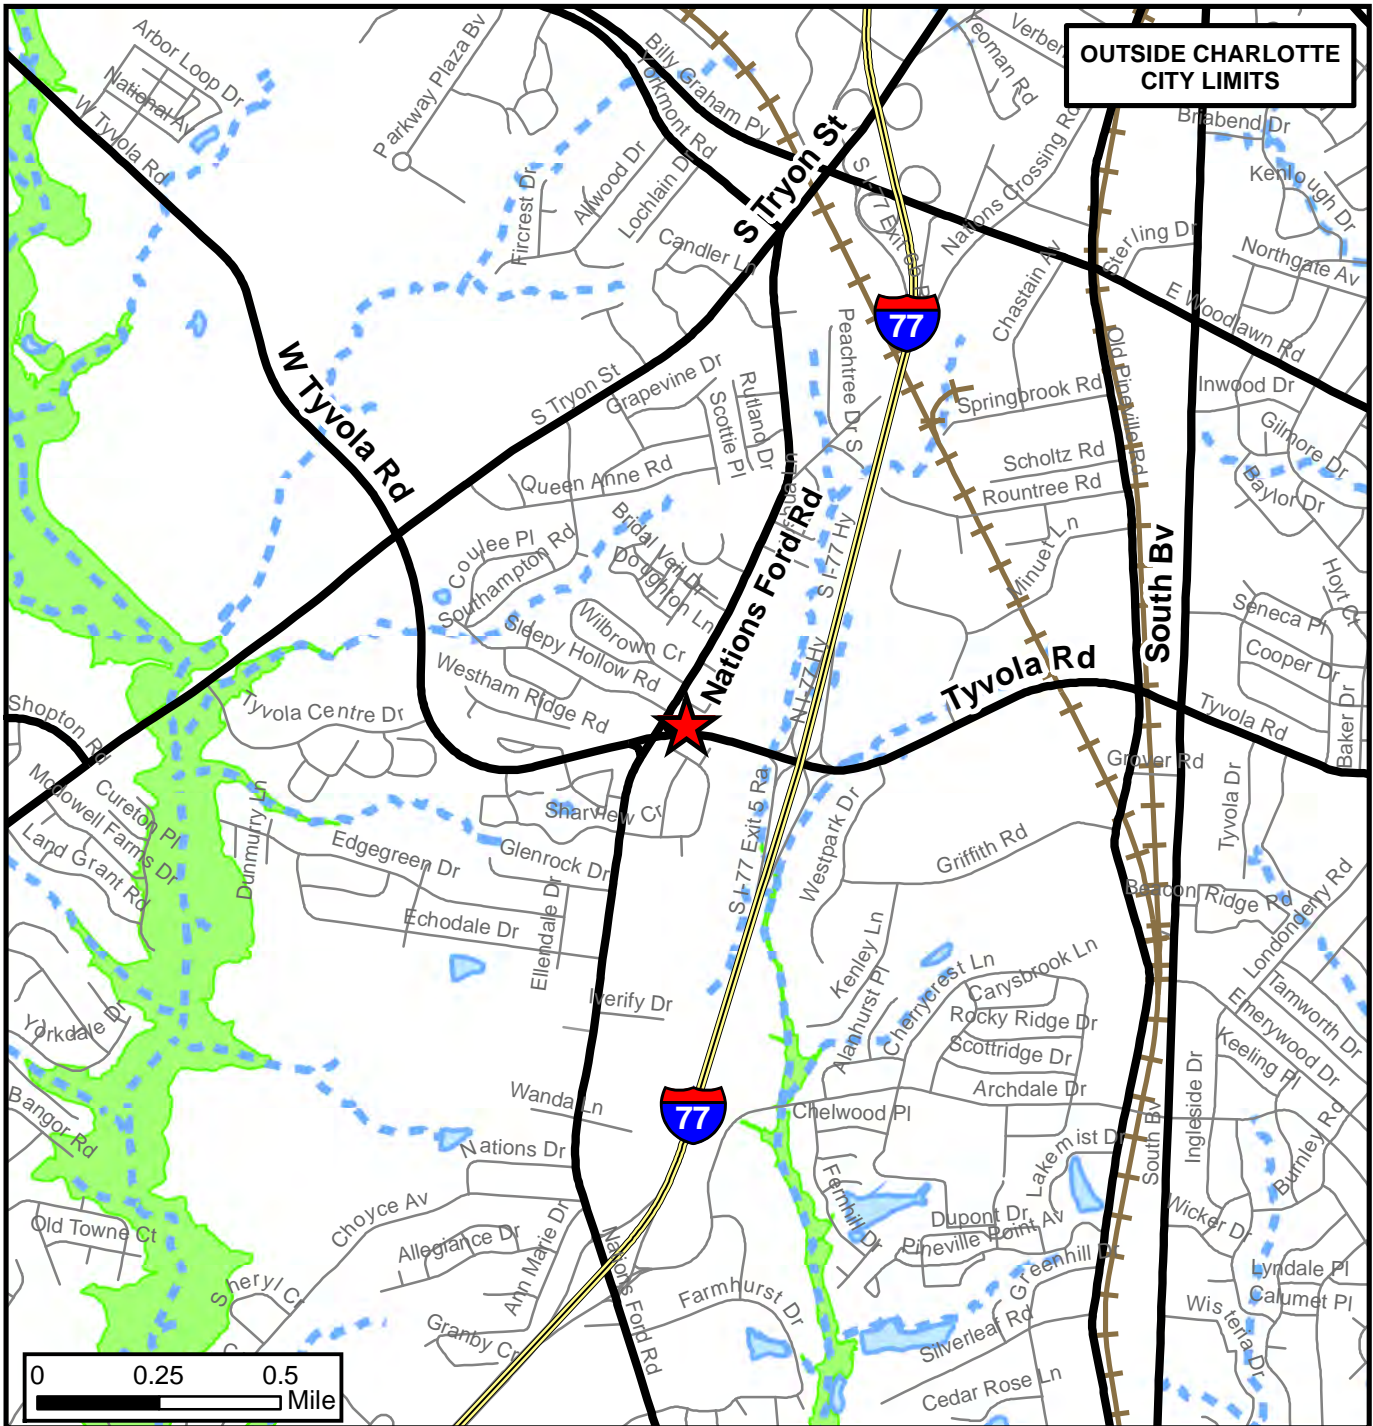 Arbor Loop Dr
National Av
W Tyvola Rd
Parkway Plaza Bv
Billy Graham Py
Yorkmont Rd
Yeoman Rd
OUTSIDE CHARLOTTE
CITY LIMITS
Briabend Dr
Kenlough Dr
Fircrest Dr
Allwood Dr
Lochlain Dr
Candler Ln
S Tryon St
Nations Crossing Rd
Sterling Dr
Northgate Av
E Woodlawn Rd
Chastain Av
77
Peachtree Dr S
Old Pineville Rd
W Tyvola Rd
S Tryon St
Grapevine Dr
Rutland Dr
Scottie Pl
Springbrook Rd
Inwood Dr
Gilmore Dr
Queen Anne Rd
Scholtz Rd
Rountree Rd
Baylor Dr
Coulee Pl
Southampton Rd
Bridal Veil Dr
Doughton Ln
Nations Ford Rd
S I-77 Hy
Minuet Ln
South Bv
Hoyt Ct
Seneca Pl
Cooper Dr
Wilbrown Cr
Sleepy Hollow Rd
Westham Ridge Rd
N I-77 Hy
Tyvola Rd
Tyvola Rd
Baker Dr
Shopton Rd
Tyvola Centre Dr
Grover Rd
Mcdowell Farms Dr
Cureton Pl
Land Grant Rd
Dunmurry Ln
Sharview Cr
S I-77 Exit 5 Ra
Westpark Dr
Griffith Rd
Tyvola Dr
Edgegreen Dr
Glenrock Dr
Echodale Dr
Ellendale Dr
Beacon Ridge Rd
Londonderry Rd
Kenley Ln
Alanhurst Pl
Cherrycrest Ln
Carysbrook Ln
Rocky Ridge Dr
Scottridge Dr
Archdale Dr
Tamworth Dr
Emerywood Dr
Keeling Pl
Yorkdale Dr
Iverify Dr
Bangor Rd
Wanda Ln
77
Chelwood Pl
Ingleside Dr
South Bv
Burnley Rd
Nations Dr
Lakemist Dr
Old Towne Ct
Choyce Av
Allegiance Dr
Ann Marie Dr
Nations Ford Rd
Fernhill Dr
Dupont Dr
Pineville Point Av
Greenhill Dr
Wicker Dr
Lyndale Pl
Calumet Pl
Sheryl Cr
Granby Cr
Farmhurst Dr
Silverleaf Rd
Wisteria Dr
Cedar Rose Ln
0 0.25 0.5
Mile